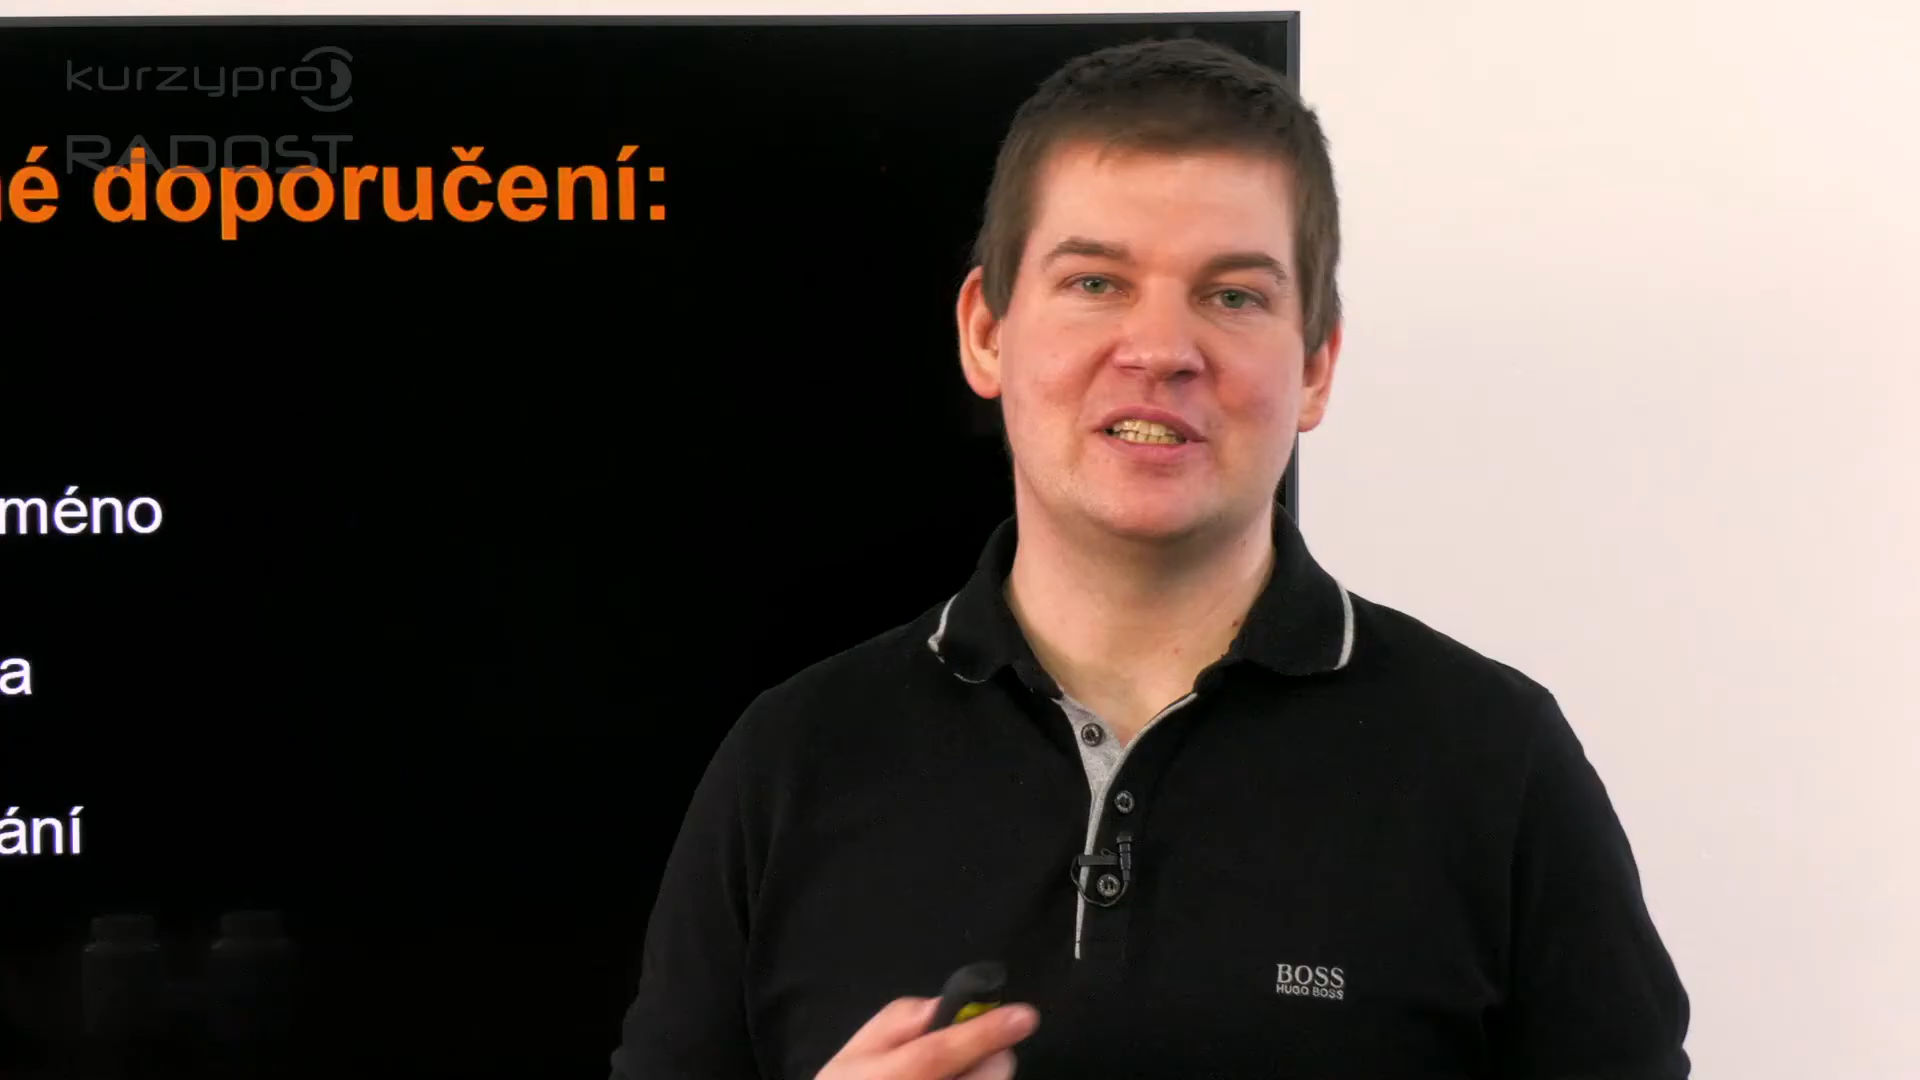 kurzypro
RADOST
é doporučení:
méno
a
ání
BOSS
HUGO BOSS